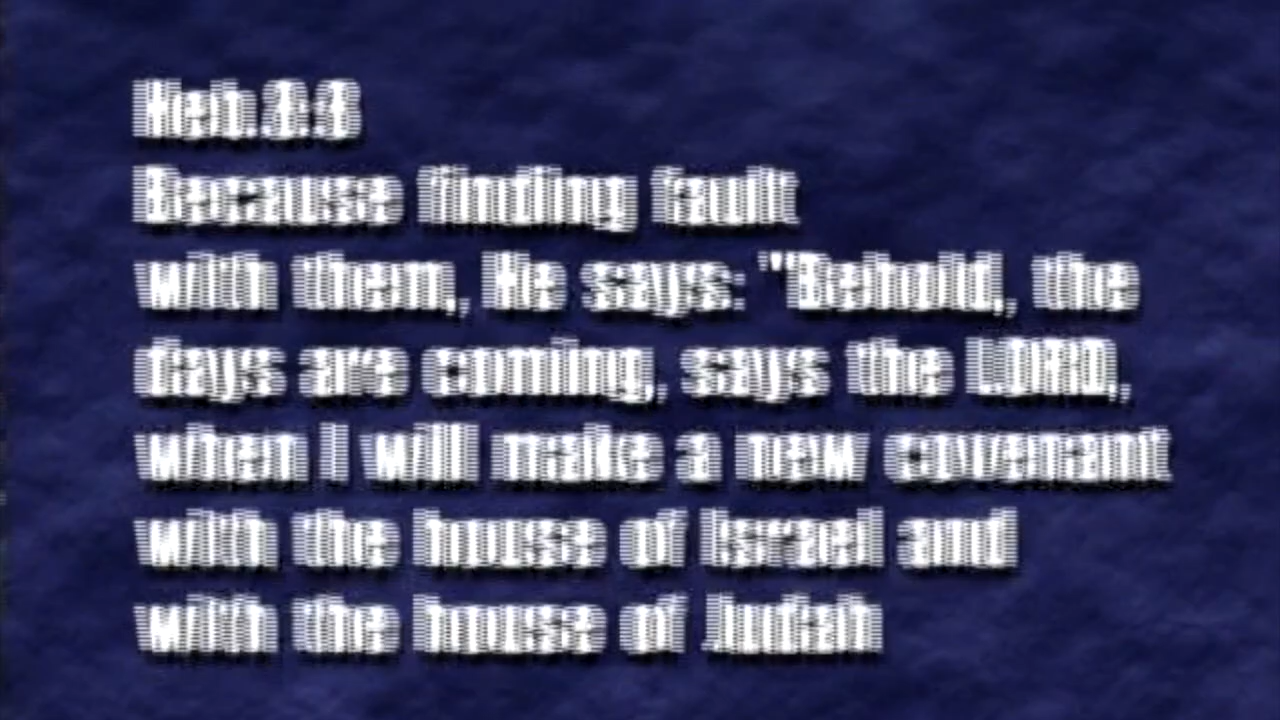 Heb.8:8
Because finding fault
with them, He says: "Behold, the
days are coming, says the LORD,
when I will make a new covenant
with the house of Israel and
with the house of Judah